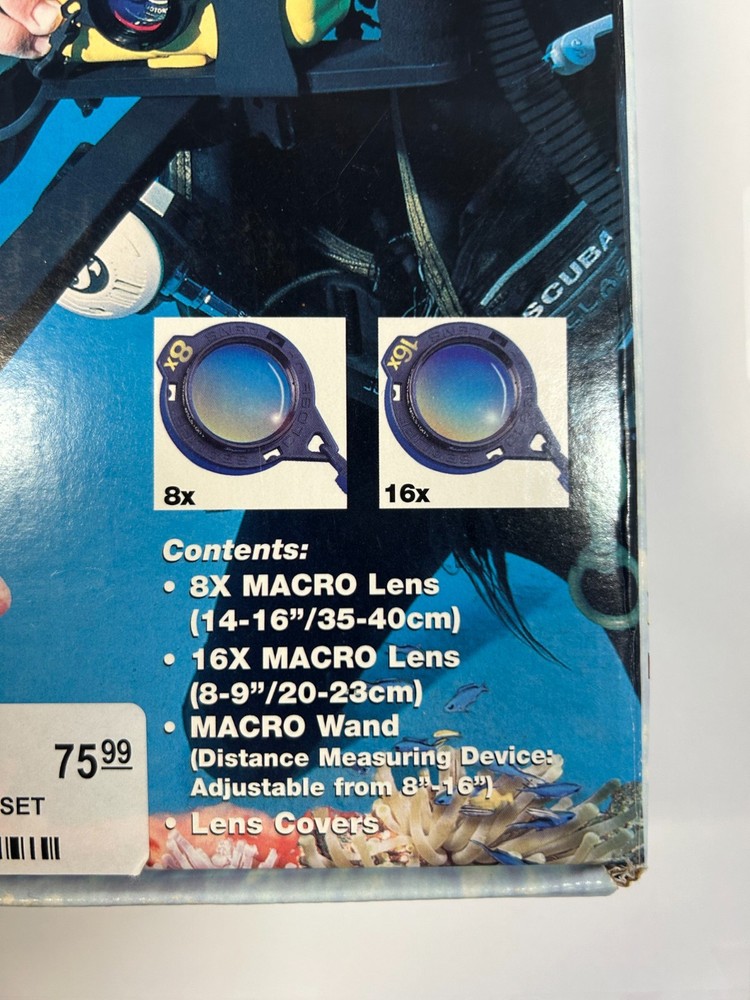 SCUBA
8x
16x
8x
16x
Contents:
• 8X MACRO Lens
(14-16”/35-40cm)
• 16X MACRO Lens
(8-9”/20-23cm)
• MACRO Wand
(Distance Measuring Device:
Adjustable from 8”-16”)
• Lens Covers
75.99
SET